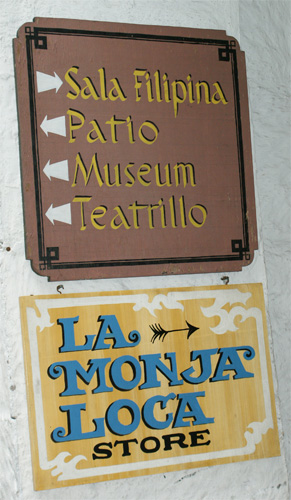 Sala Filipina
Patio
Museum
Teatrillo
LA
MONJA
LOCA
STORE